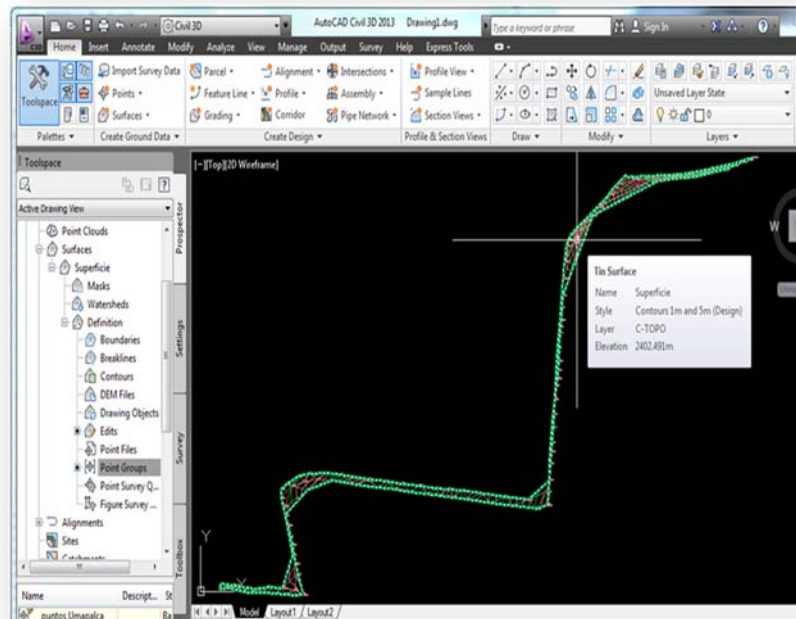 C3D
Civil 3D
AutoCAD Civil 3D 2013 Drawing1.dwg
Type a keyword or phrase
Sign In
Home Insert Annotate Modify Analyze View Manage Output Survey Help Express Tools
Toolspace
Import Survey Data
Points
Surfaces
Parcel
Feature Line
Grading
Alignment
Profile
Corridor
Intersections
Assembly
Pipe Network
Profile View
Sample Lines
Section Views
Unsaved Layer State
0
Palettes
Create Ground Data
Create Design
Profile & Section Views
Draw
Modify
Layers
Toolspace
Active Drawing View
Point Clouds
Surfaces
Superficie
Masks
Watersheds
Definition
Boundaries
Breaklines
Contours
DEM Files
Drawing Objects
Edits
Point Files
Point Groups
Point Survey Q...
Figure Survey ...
Alignments
Sites
Catchments
Name Descript... St
puntos Umapalca Ba
Prospector
Settings
Survey
Toolbox
[-][Top][2D Wireframe]
W
Tin Surface
Name Superficie
Style Contours 1m and 5m (Design)
Layer C-TOPO
Elevation 2402.491m
Y
X
Model Layout1 Layout2